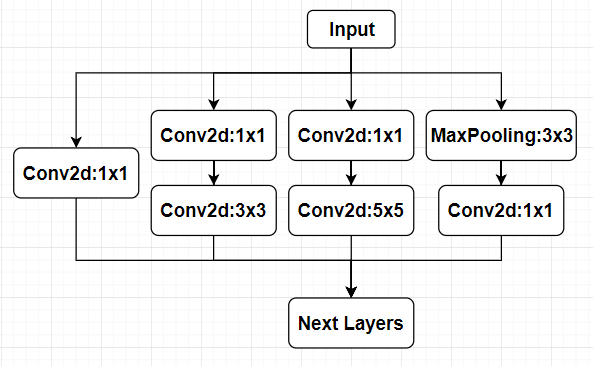 Input
Conv2d:1x1
Conv2d:1x1
MaxPooling:3x3
Conv2d:1x1
Conv2d:3x3
Conv2d:5x5
Conv2d:1x1
Next Layers